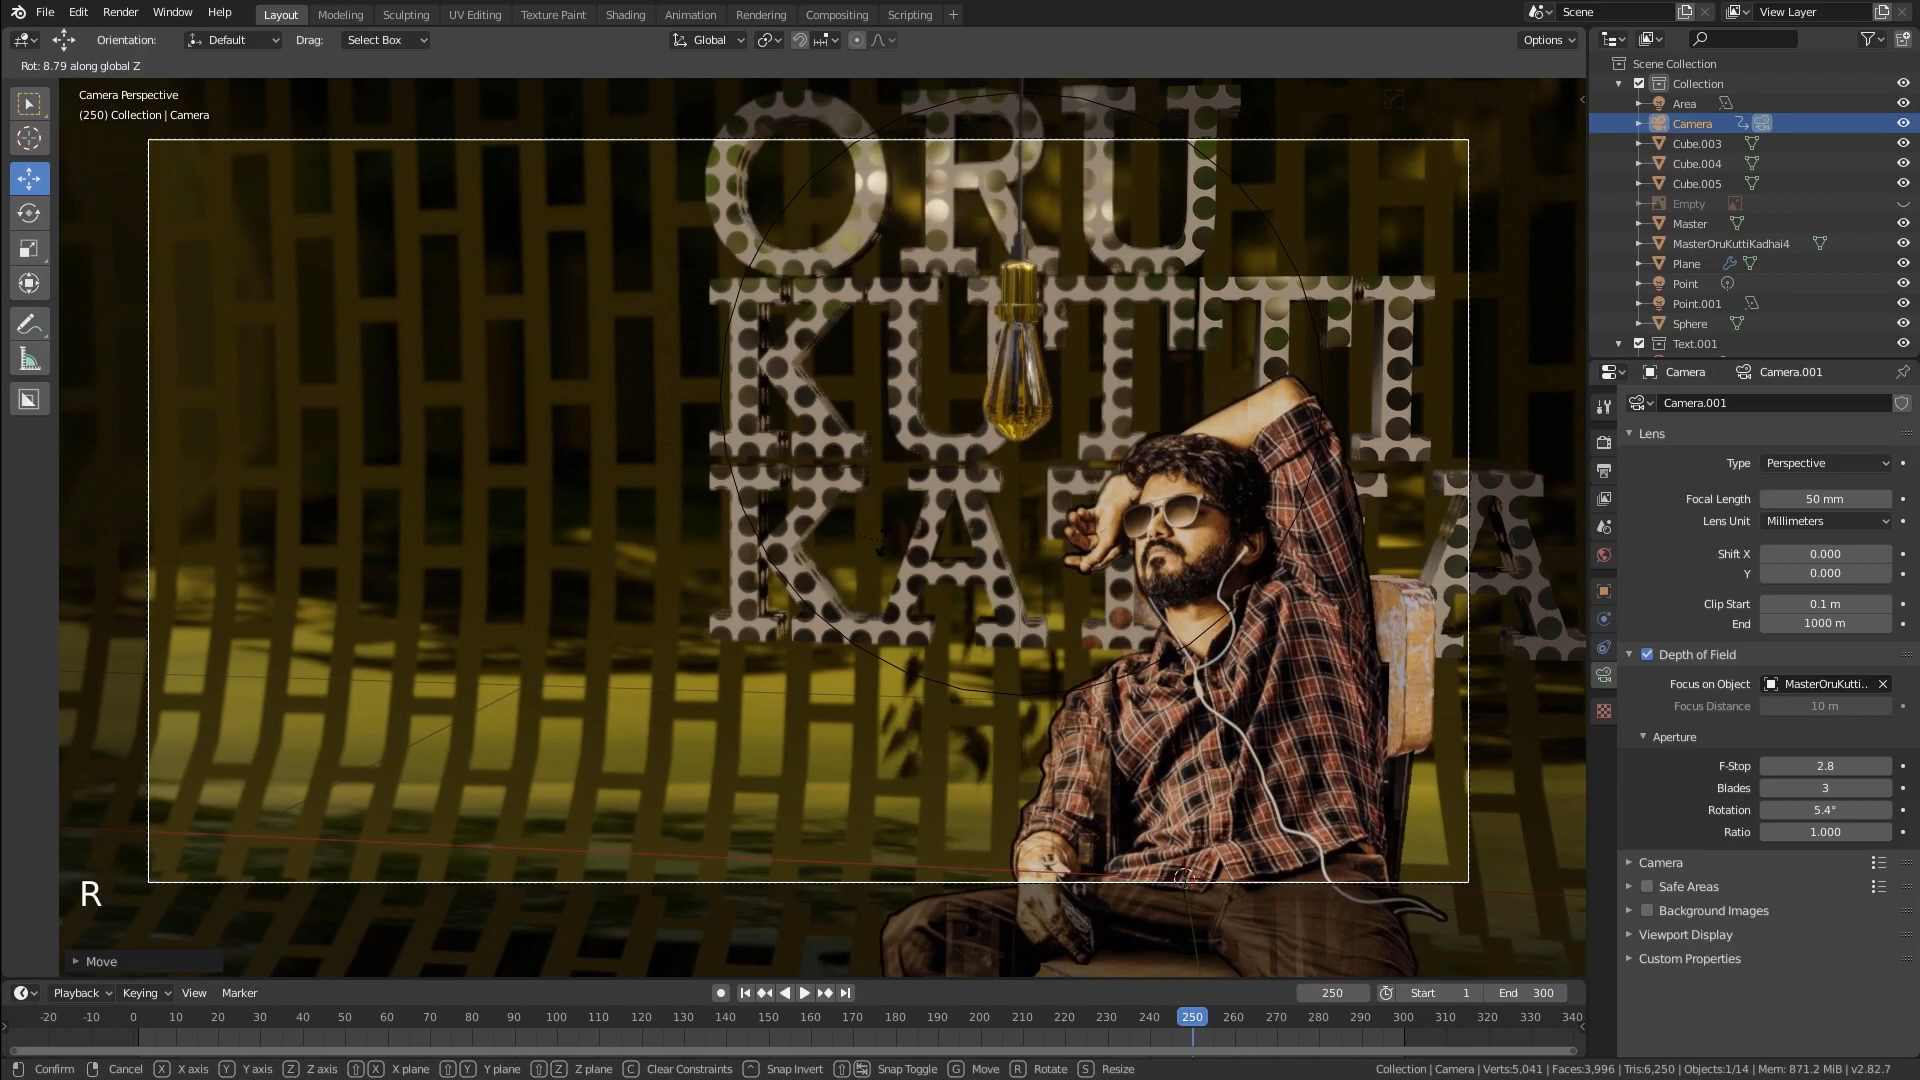 File Edit Render Window Help Layout Modeling Sculpting UV Editing Texture Paint Shading Animation Rendering Compositing Scripting + Scene View Layer
Orientation: Default Drag: Select Box Global Options
Rot: 8.79 along global Z
Camera Perspective
(250) Collection | Camera
ORU
KUTTI
KA
A
R
Move
Scene Collection
Collection
Area
Camera
Cube.003
Cube.004
Cube.005
Empty
Master
MasterOruKuttiKadhai4
Plane
Point
Point.001
Sphere
Text.001
Camera Camera.001
Camera.001
Lens
Type Perspective
Focal Length 50 mm
Lens Unit Millimeters
Shift X 0.000
Y 0.000
Clip Start 0.1 m
End 1000 m
Depth of Field
Focus on Object MasterOruKutti..
Focus Distance 10 m
Aperture
F-Stop 2.8
Blades 3
Rotation 5.4°
Ratio 1.000
Camera
Safe Areas
Background Images
Viewport Display
Custom Properties
Playback Keying View Marker 250 Start 1 End 300
-20 -10 0 10 20 30 40 50 60 70 80 90 100 110 120 130 140 150 160 170 180 190 200 210 220 230 240 250 260 270 280 290 300 310 320 330 340
Confirm Cancel X X axis Y Y axis Z Z axis X X plane Y Y plane Z Z plane C Clear Constraints ^ Snap Invert Snap Toggle G Move R Rotate S Resize Collection | Camera | Verts:5,041 | Faces:3,996 | Tris:6,250 | Objects:1/14 | Mem: 871.2 MiB | v2.82.7